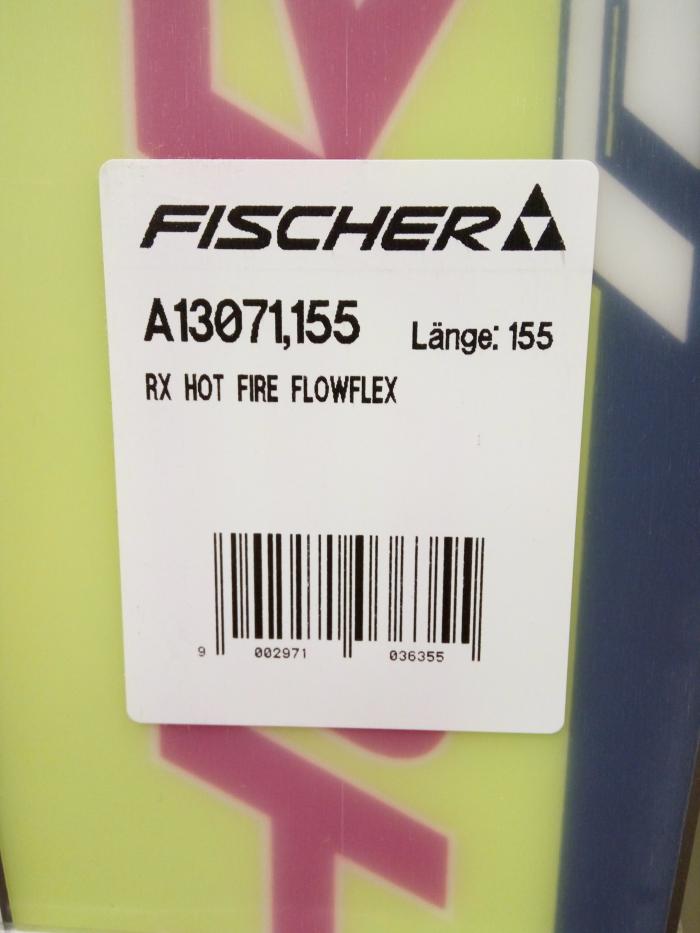 FISCHER
A13071,155 Länge: 155
RX HOT FIRE FLOWFLEX
9 002971 036355